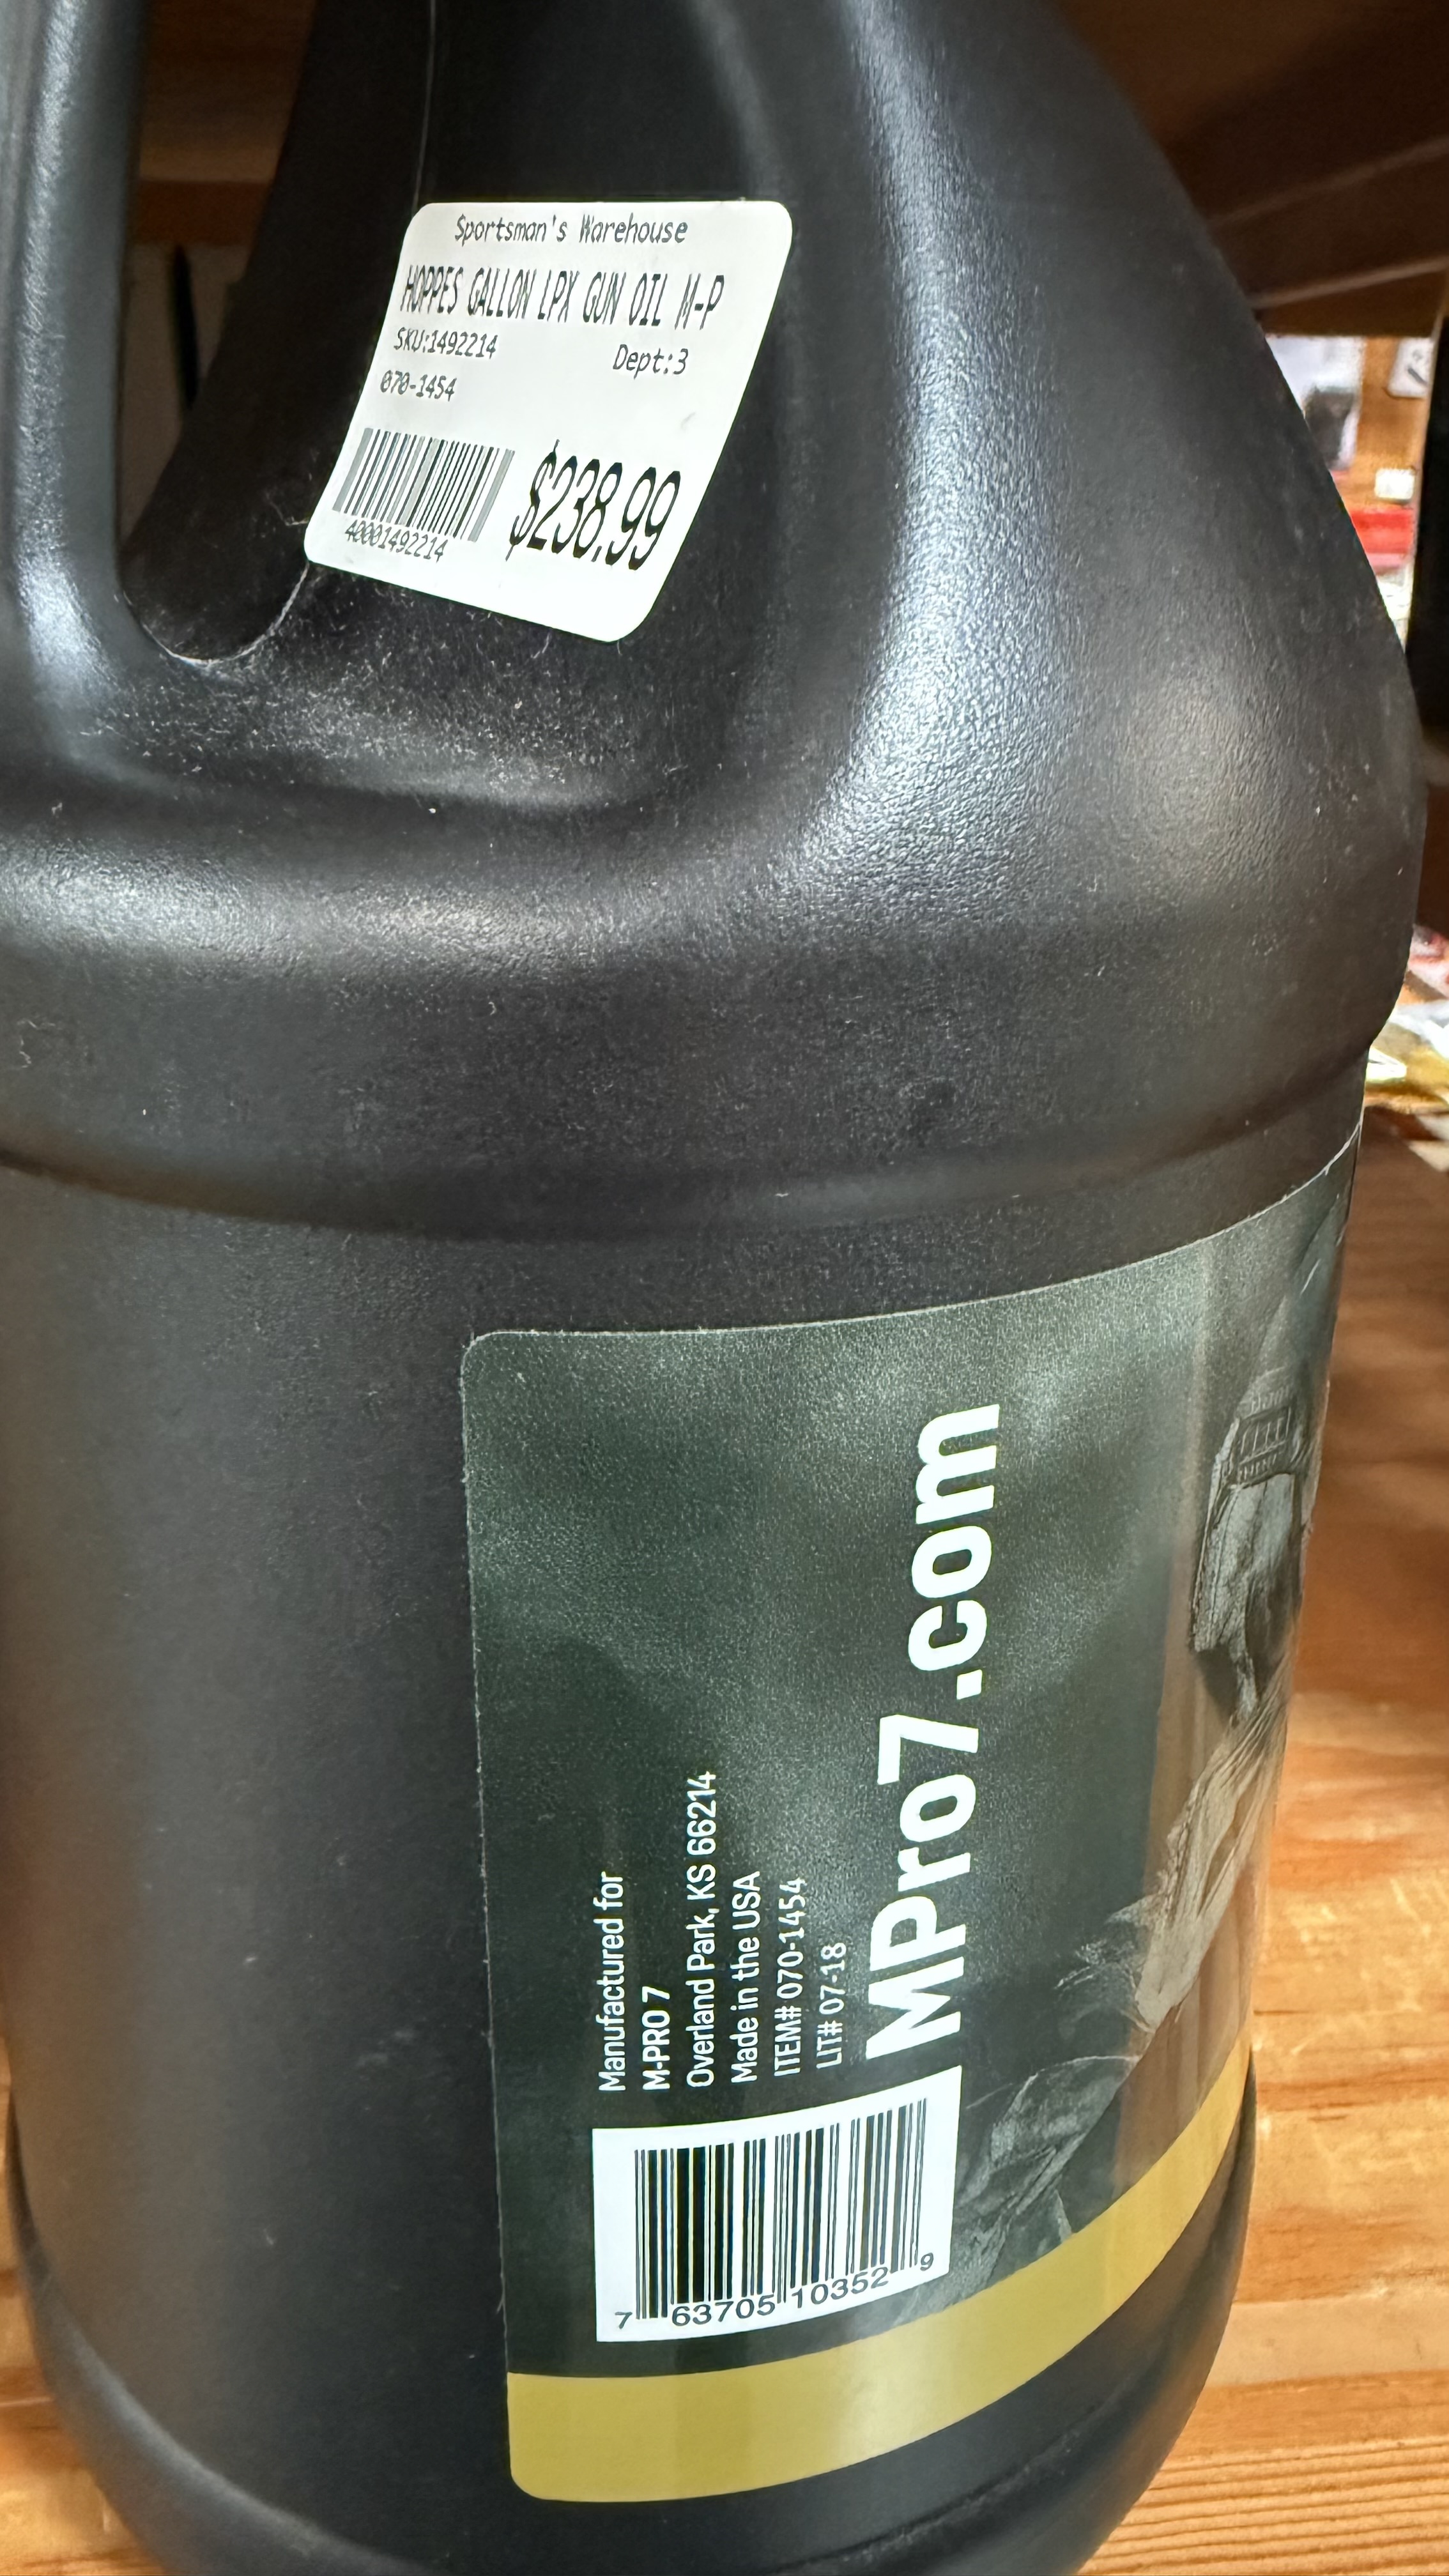 Sportsman's Warehouse
HOPPES GALLON LPX GUN OIL M-P
SKU:1492214 Dept:3
070-1454
$238.99
40001492214
Manufactured for
M-PRO 7
Overland Park, KS 66214
Made in the USA
ITEM# 070-1454
LIT# 07-18
MPro7.com
7 63705 10352 9